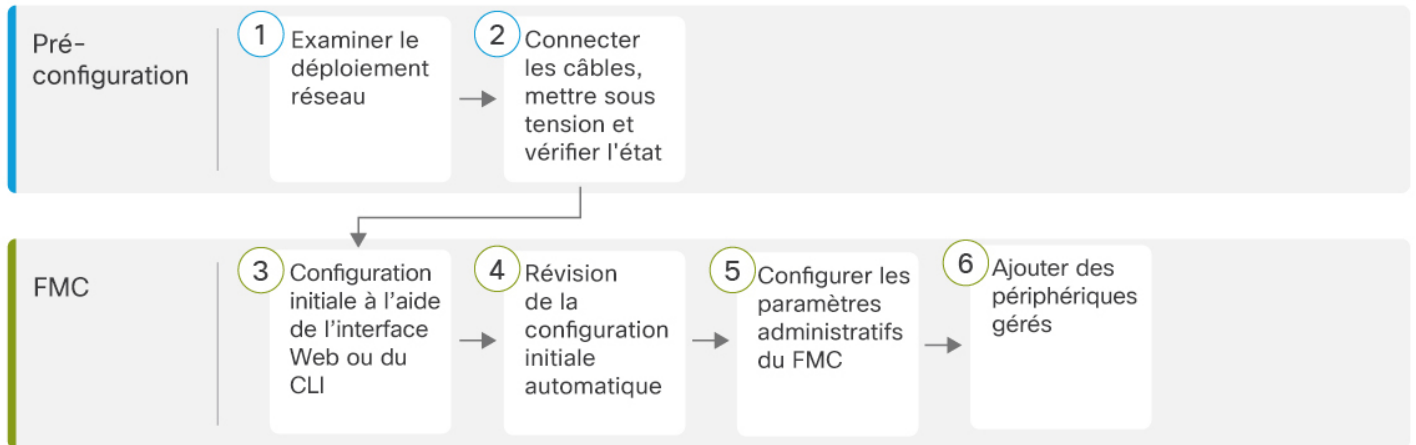 Pré-
configuration
1
Examiner le
déploiement
réseau
2
Connecter
les câbles,
mettre sous
tension et
vérifier l'état
FMC
3
Configuration
initiale à l’aide
de l’interface
Web ou du
CLI
4
Révision
de la
configuration
initiale
automatique
5
Configurer les
paramètres
administratifs
du FMC
6
Ajouter des
périphériques
gérés